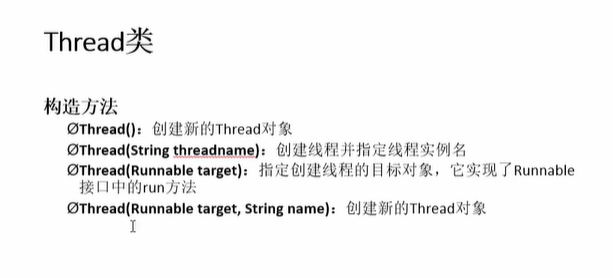 Thread类
构造方法
ØThread()：创建新的Thread对象
ØThread(String threadname)：创建线程并指定线程实例名
ØThread(Runnable target)：指定创建线程的目标对象，它实现了Runnable
接口中的run方法
ØThread(Runnable target, String name)：创建新的Thread对象